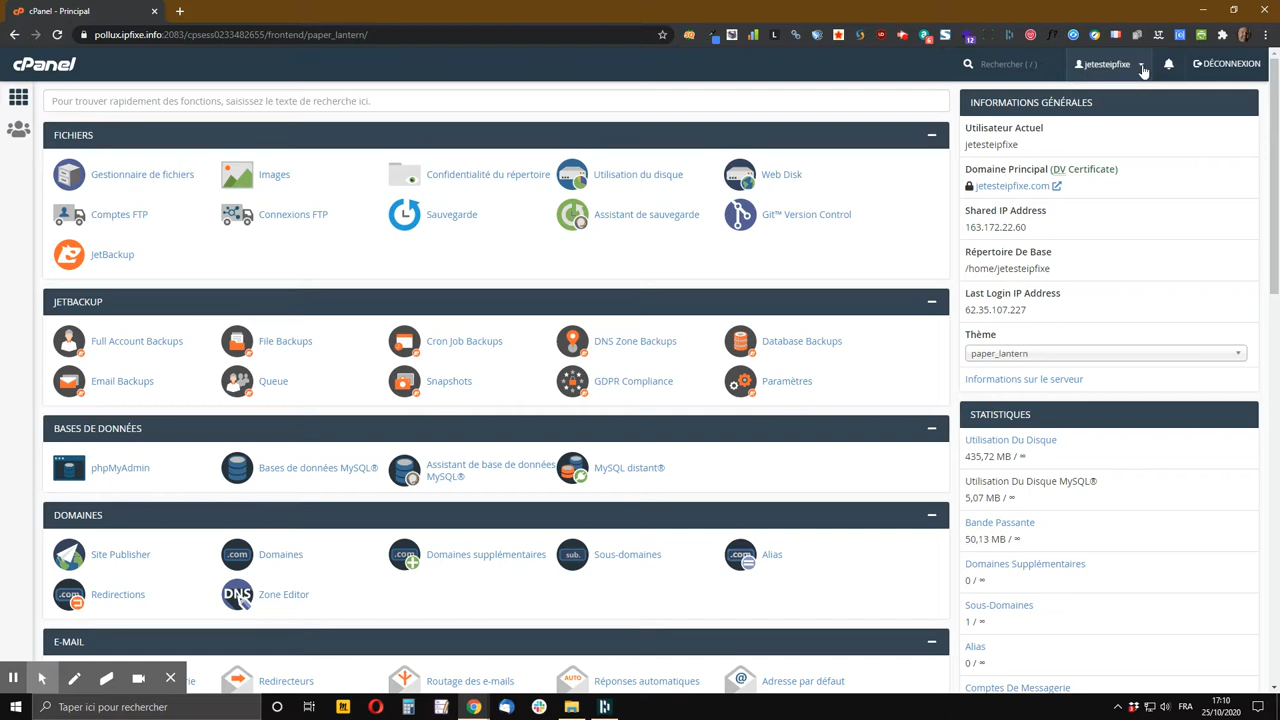 cPanel - Principal
pollux.ipfixe.info:2083/cpsess0233482655/frontend/paper_lantern/
12
cPanel
Rechercher ( / )
jetesteipfixe
DÉCONNEXION
Pour trouver rapidement des fonctions, saisissez le texte de recherche ici.
FICHIERS
Gestionnaire de fichiers
Images
Confidentialité du répertoire
Utilisation du disque
Web Disk
Comptes FTP
Connexions FTP
Sauvegarde
Assistant de sauvegarde
Git™ Version Control
JetBackup
JETBACKUP
Full Account Backups
File Backups
Cron Job Backups
DNS Zone Backups
Database Backups
Email Backups
Queue
Snapshots
GDPR Compliance
Paramètres
BASES DE DONNÉES
phpMyAdmin
Bases de données MySQL®
Assistant de base de données
MySQL®
MySQL distant®
DOMAINES
.com
.com
sub.
.com
Site Publisher
Domaines
Domaines supplémentaires
Sous-domaines
Alias
.com
DNS
Redirections
Zone Editor
E-MAIL
rie
Redirecteurs
Routage des e-mails
AUTO
Réponses automatiques
@
Adresse par défaut
INFORMATIONS GÉNÉRALES
Utilisateur Actuel
jetesteipfixe
Domaine Principal (DV Certificate)
jetesteipfixe.com
Shared IP Address
163.172.22.60
Répertoire De Base
/home/jetesteipfixe
Last Login IP Address
62.35.107.227
Thème
paper_lantern
Informations sur le serveur
STATISTIQUES
Utilisation Du Disque
435,72 MB / ∞
Utilisation Du Disque MySQL®
5,07 MB / ∞
Bande Passante
50,13 MB / ∞
Domaines Supplémentaires
0 / ∞
Sous-Domaines
1 / ∞
Alias
0 / ∞
Comptes De Messagerie
Taper ici pour rechercher
FRA
17:10
25/10/2020